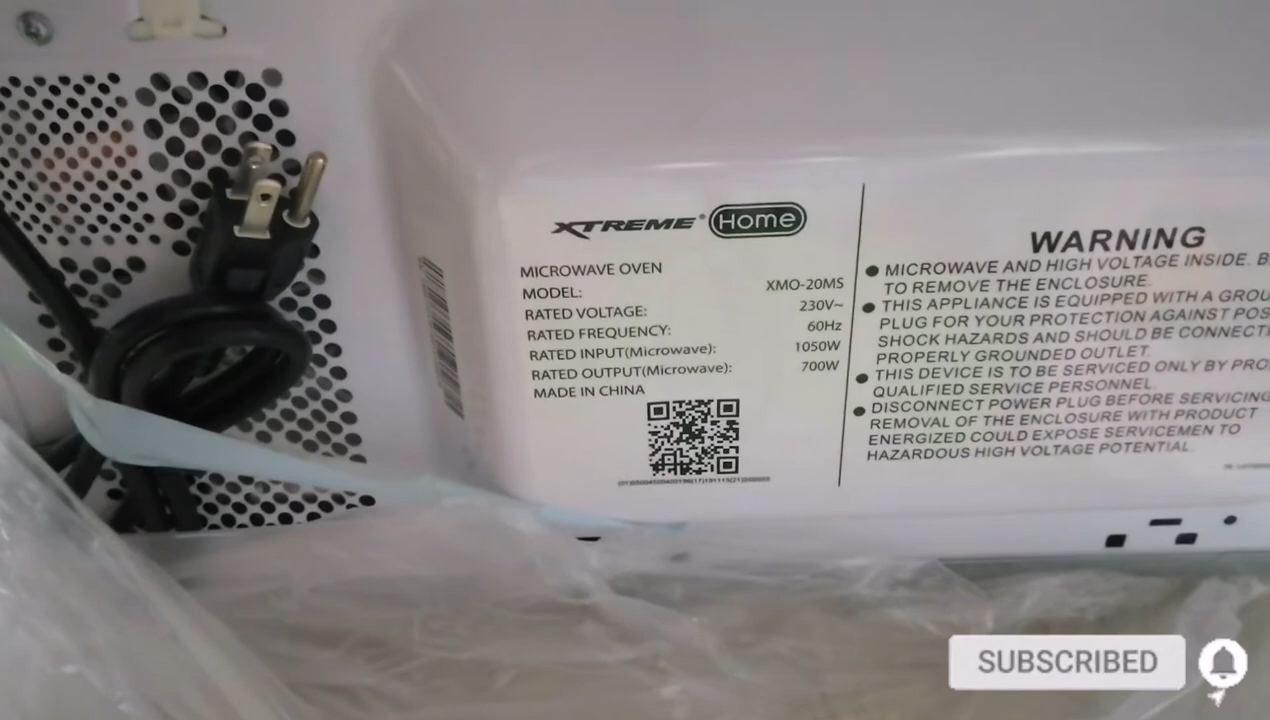 XTREME Home
MICROWAVE OVEN
MODEL: XMO-20MS
RATED VOLTAGE: 230V~
RATED FREQUENCY: 60Hz
RATED INPUT(Microwave): 1050W
RATED OUTPUT(Microwave): 700W
MADE IN CHINA
WARNING
● MICROWAVE AND HIGH VOLTAGE INSIDE. B
TO REMOVE THE ENCLOSURE.
● THIS APPLIANCE IS EQUIPPED WITH A GROU
PLUG FOR YOUR PROTECTION AGAINST POS
SHOCK HAZARDS AND SHOULD BE CONNECT
PROPERLY GROUNDED OUTLET.
● THIS DEVICE IS TO BE SERVICED ONLY BY PRO
QUALIFIED SERVICE PERSONNEL.
● DISCONNECT POWER PLUG BEFORE SERVICING
REMOVAL OF THE ENCLOSURE WITH PRODUCT
ENERGIZED COULD EXPOSE SERVICEMEN TO
HAZARDOUS HIGH VOLTAGE POTENTIAL.
SUBSCRIBED